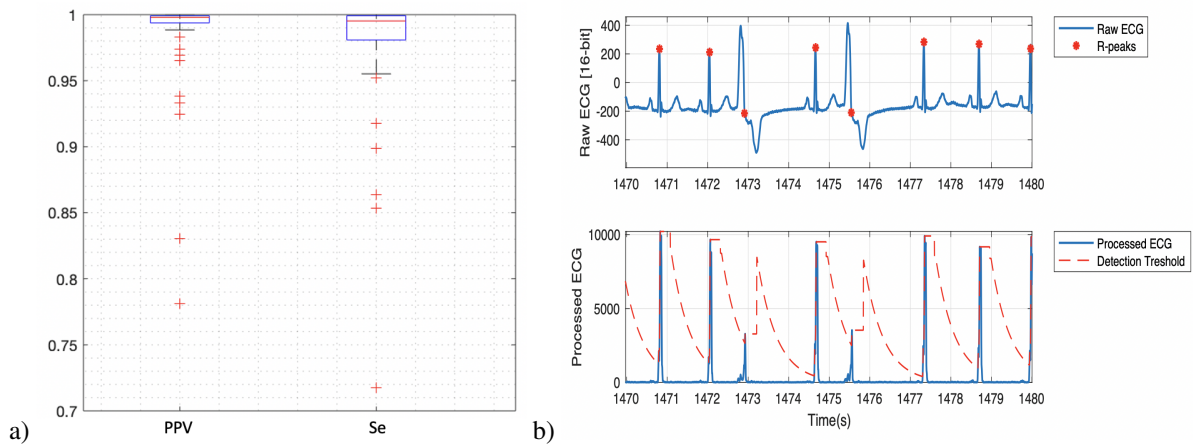 1
0.95
0.9
0.85
0.8
0.75
0.7
PPV
Se
a)
Raw ECG [16-bit]
400
200
0
-200
-400
1470 1471 1472 1473 1474 1475 1476 1477 1478 1479 1480
Raw ECG
R-peaks
Processed ECG
10000
5000
0
1470 1471 1472 1473 1474 1475 1476 1477 1478 1479 1480
Time(s)
Processed ECG
Detection Treshold
b)